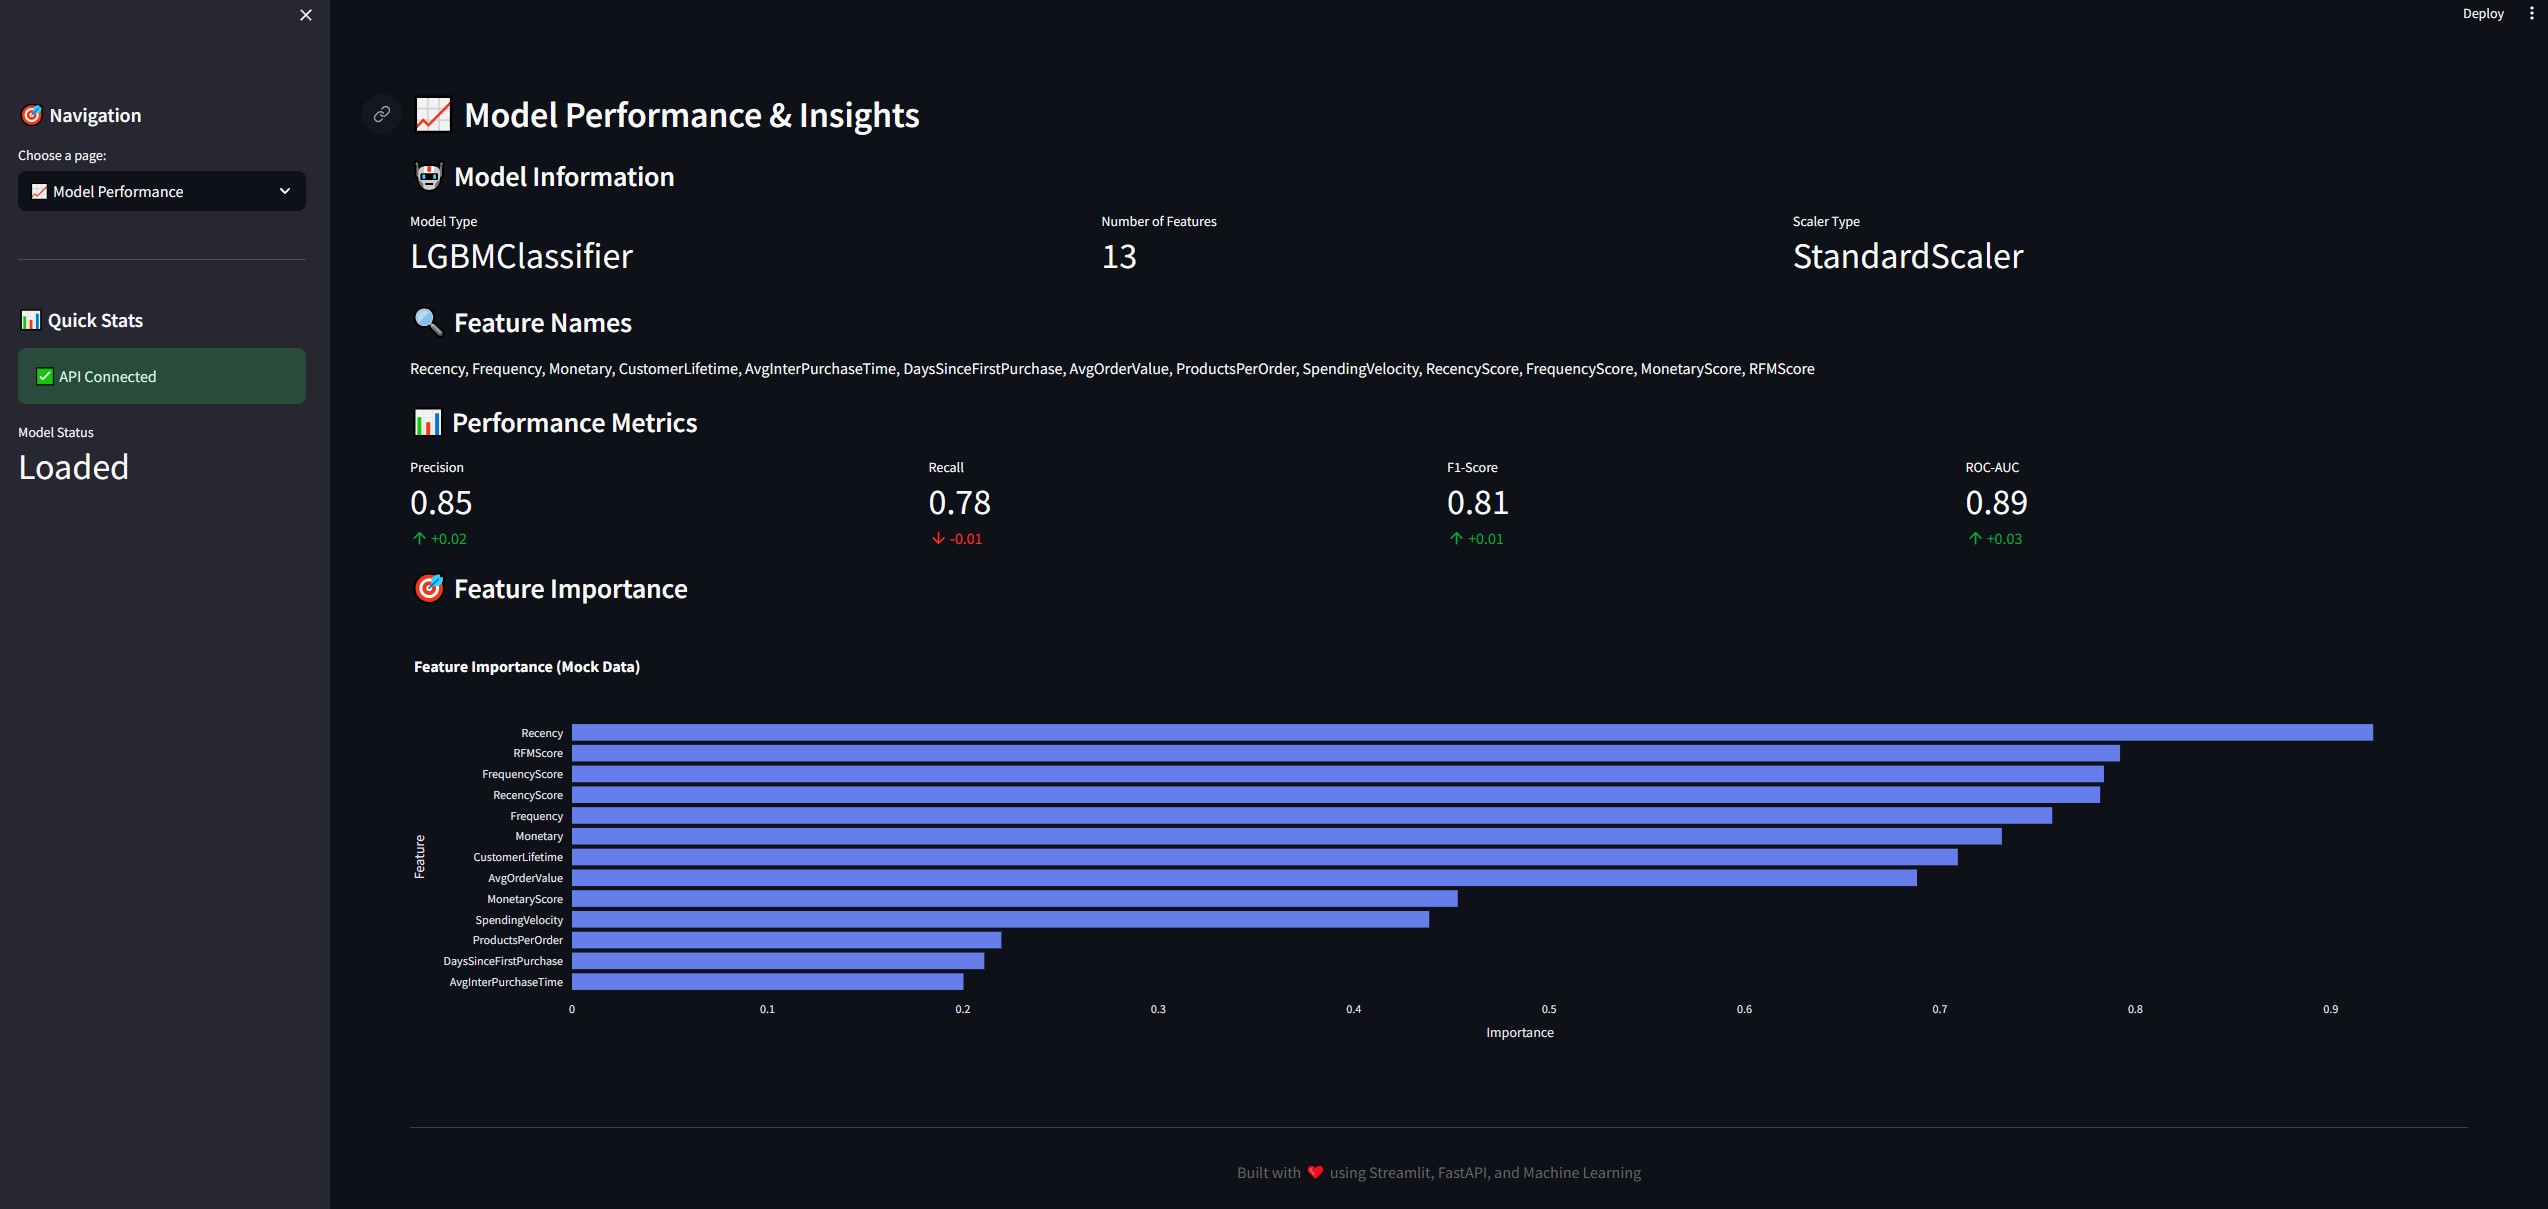 Deploy
🎯 Navigation
Choose a page:
📈 Model Performance
📊 Quick Stats
✅ API Connected
Model Status
Loaded
📈 Model Performance & Insights
🤖 Model Information
Model Type
LGBMClassifier
Number of Features
13
Scaler Type
StandardScaler
🔍 Feature Names
Recency, Frequency, Monetary, CustomerLifetime, AvgInterPurchaseTime, DaysSinceFirstPurchase, AvgOrderValue, ProductsPerOrder, SpendingVelocity, RecencyScore, FrequencyScore, MonetaryScore, RFMScore
📊 Performance Metrics
Precision
0.85
↑ +0.02
Recall
0.78
↓ -0.01
F1-Score
0.81
↑ +0.01
ROC-AUC
0.89
↑ +0.03
🎯 Feature Importance
Feature Importance (Mock Data)
Feature
Recency
RFMScore
FrequencyScore
RecencyScore
Frequency
Monetary
CustomerLifetime
AvgOrderValue
MonetaryScore
SpendingVelocity
ProductsPerOrder
DaysSinceFirstPurchase
AvgInterPurchaseTime
0 0.1 0.2 0.3 0.4 0.5 0.6 0.7 0.8 0.9
Importance
Built with ❤️ using Streamlit, FastAPI, and Machine Learning